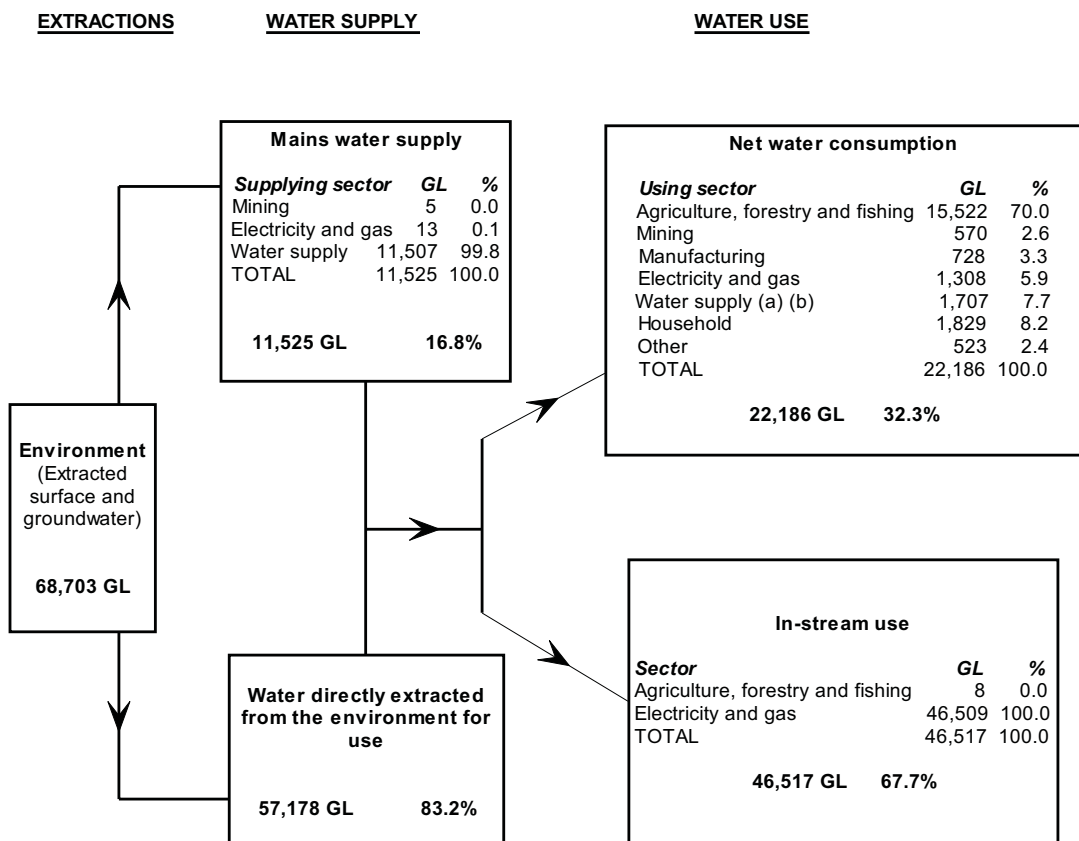 EXTRACTIONS WATER SUPPLY WATER USE
Mains water supply
Supplying sector GL %
Mining 5 0.0
Electricity and gas 13 0.1
Water supply 11,507 99.8
TOTAL 11,525 100.0
11,525 GL 16.8%
Net water consumption
Using sector GL %
Agriculture, forestry and fishing 15,522 70.0
Mining 570 2.6
Manufacturing 728 3.3
Electricity and gas 1,308 5.9
Water supply (a) (b) 1,707 7.7
Household 1,829 8.2
Other 523 2.4
TOTAL 22,186 100.0
22,186 GL 32.3%
Environment
(Extracted
surface and
groundwater)
68,703 GL
Water directly extracted
from the environment for
use
57,178 GL 83.2%
In-stream use
Sector GL %
Agriculture, forestry and fishing 8 0.0
Electricity and gas 46,509 100.0
TOTAL 46,517 100.0
46,517 GL 67.7%